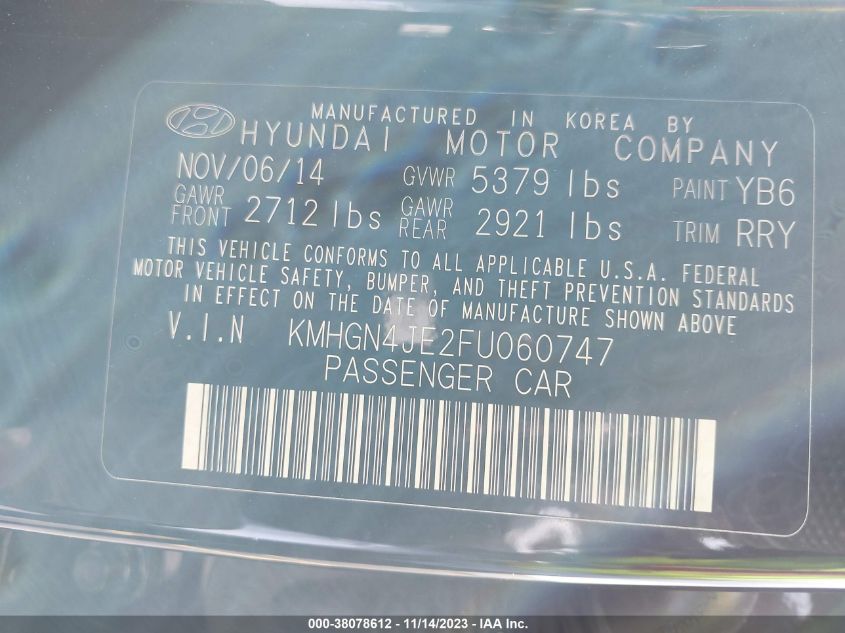 MANUFACTURED IN KOREA BY
HYUNDAI MOTOR COMPANY
NOV/06/14 GVWR 5379 lbs PAINT YB6
GAWR FRONT 2712 lbs GAWR REAR 2921 lbs TRIM RRY
THIS VEHICLE CONFORMS TO ALL APPLICABLE U.S.A. FEDERAL
MOTOR VEHICLE SAFETY, BUMPER, AND THEFT PREVENTION STANDARDS
IN EFFECT ON THE DATE OF MANUFACTURE SHOWN ABOVE
V.I.N KMHGN4JE2FU060747
PASSENGER CAR
000-38078612 - 11/14/2023 - IAA Inc.